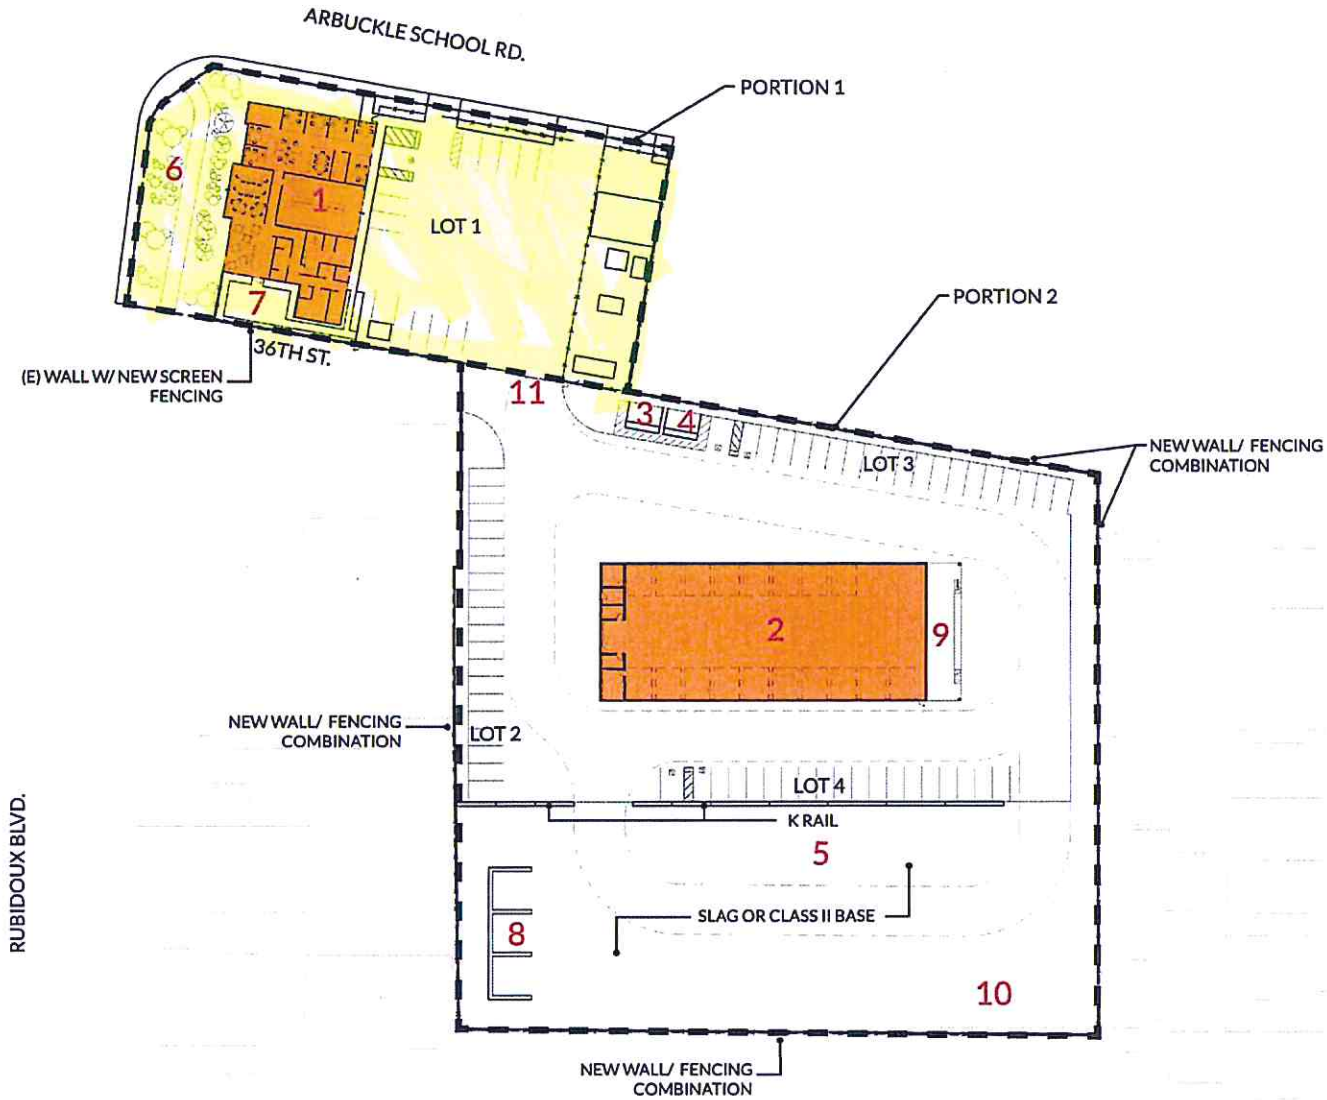 ARBUCKLE SCHOOL RD.
PORTION 1
6
1
LOT 1
7
36TH ST.
PORTION 2
(E) WALL W/ NEW SCREEN
FENCING
11
3
4
LOT 3
NEW WALL/ FENCING
COMBINATION
2
9
NEW WALL/ FENCING
COMBINATION
LOT 2
LOT 4
K RAIL
5
RUBIDOUX BLVD.
SLAG OR CLASS II BASE
8
10
NEW WALL/ FENCING
COMBINATION